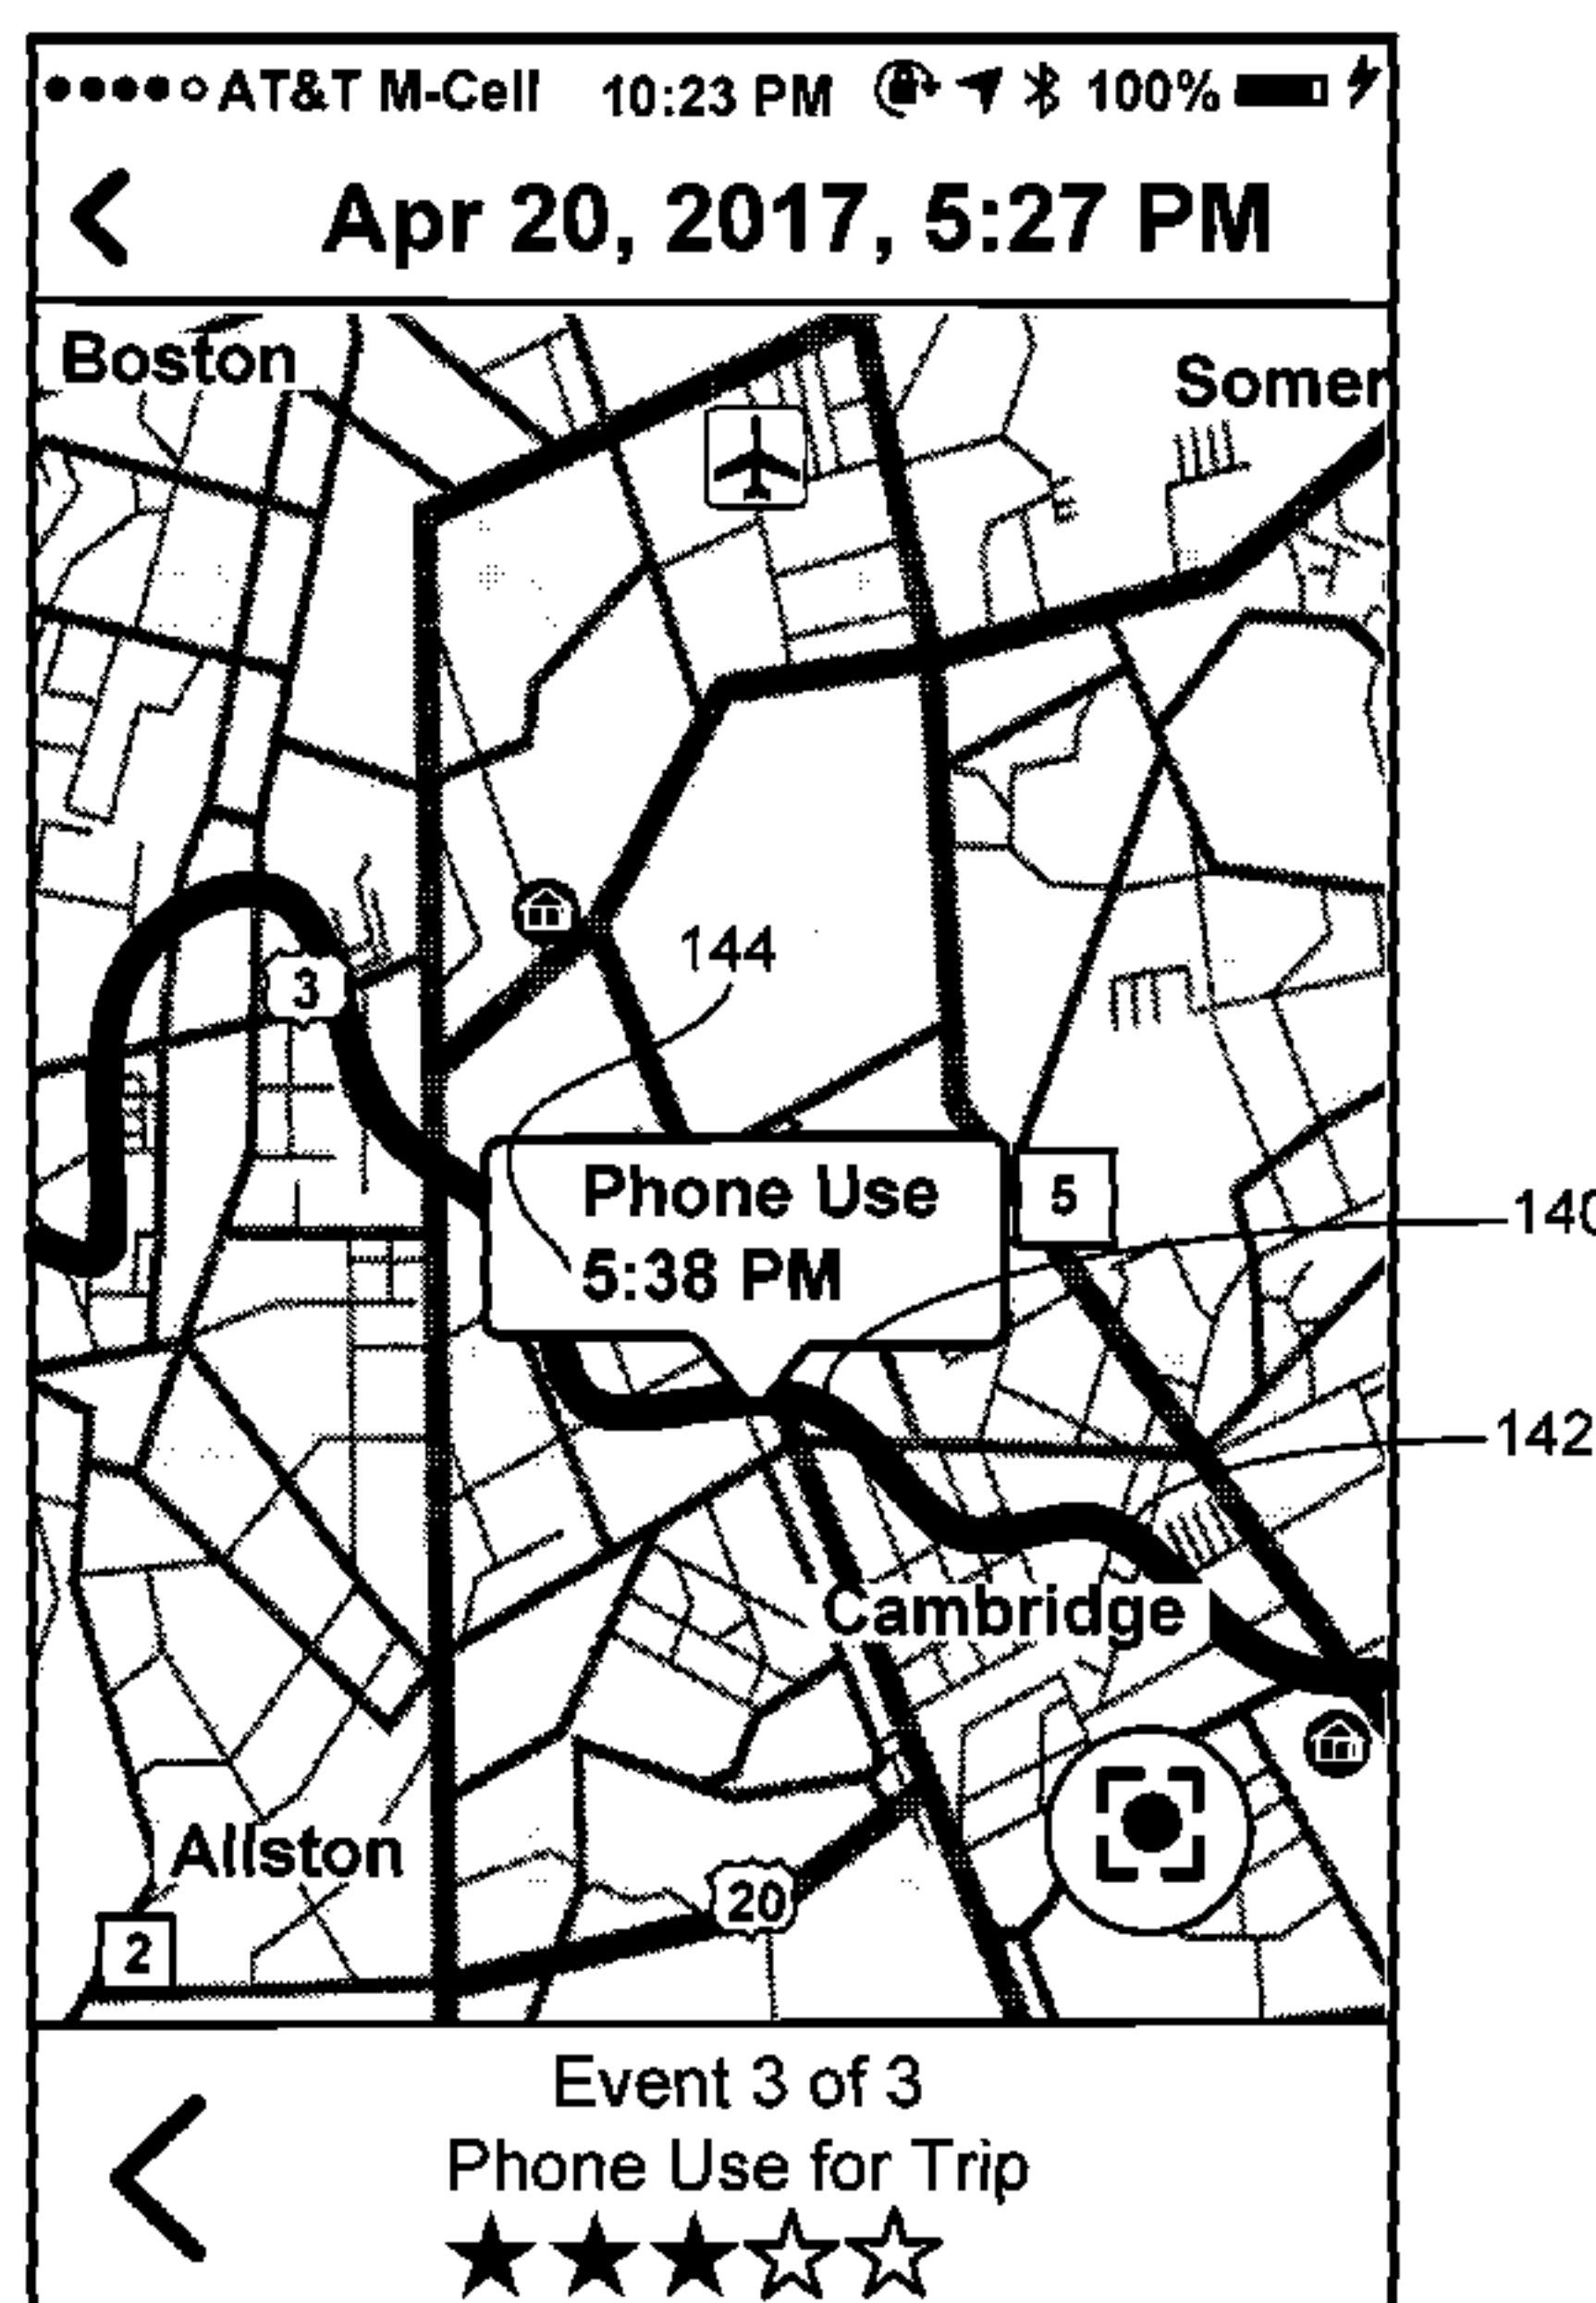 AT&T M-Cell 10:23 PM 100%
Apr 20, 2017, 5:27 PM
Boston
Somer
144
3
Phone Use
5:38 PM
5
140
142
Cambridge
Allston
20
2
Event 3 of 3
Phone Use for Trip